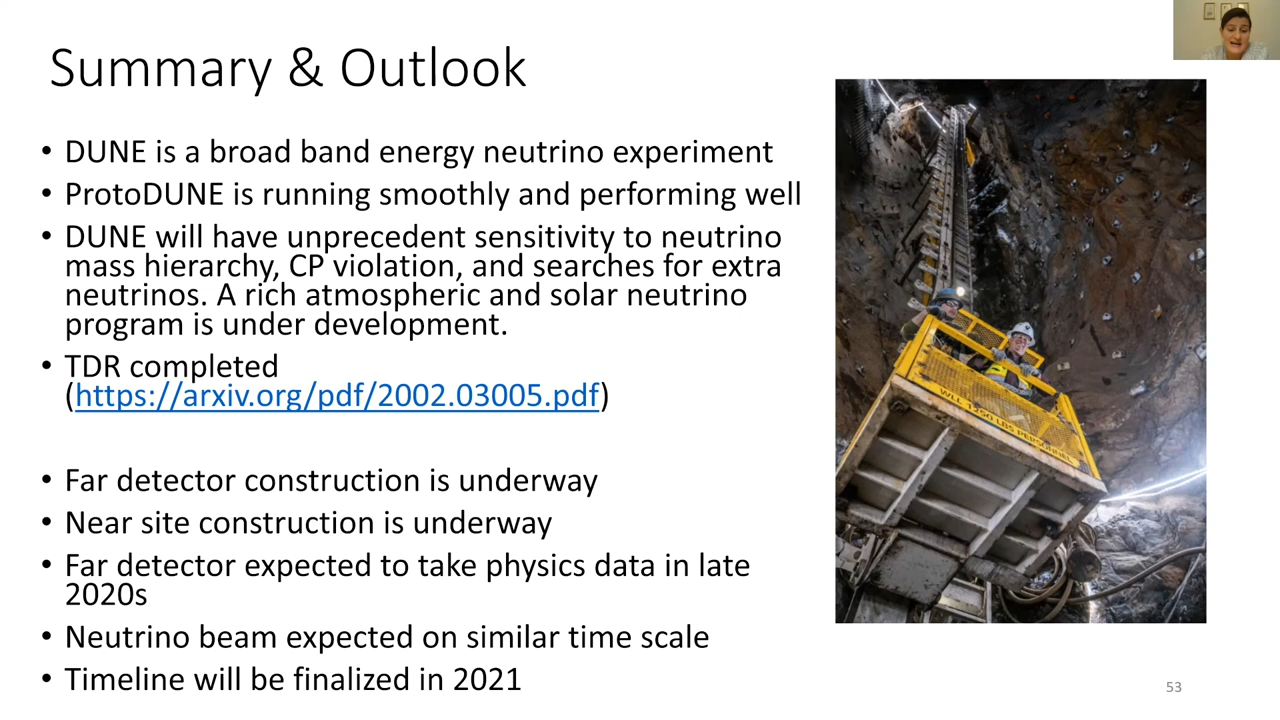 Summary & Outlook
• DUNE is a broad band energy neutrino experiment
• ProtoDUNE is running smoothly and performing well
• DUNE will have unprecedent sensitivity to neutrino
mass hierarchy, CP violation, and searches for extra
neutrinos. A rich atmospheric and solar neutrino
program is under development.
• TDR completed
(https://arxiv.org/pdf/2002.03005.pdf)
• Far detector construction is underway
• Near site construction is underway
• Far detector expected to take physics data in late
2020s
• Neutrino beam expected on similar time scale
• Timeline will be finalized in 2021
WLL 1250 LBS PERSONNEL
53